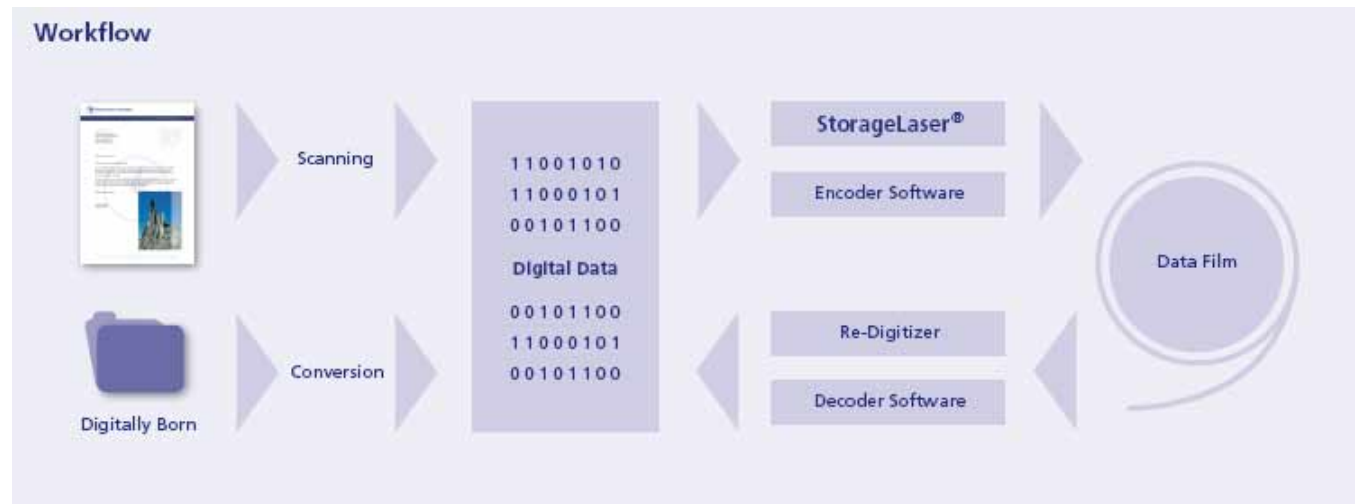 Workflow
Scanning
Conversion
Digitally Born
11001010
11000101
00101100
Digital Data
00101100
11000101
00101100
StorageLaser®
Encoder Software
Re-Digitizer
Decoder Software
Data Film